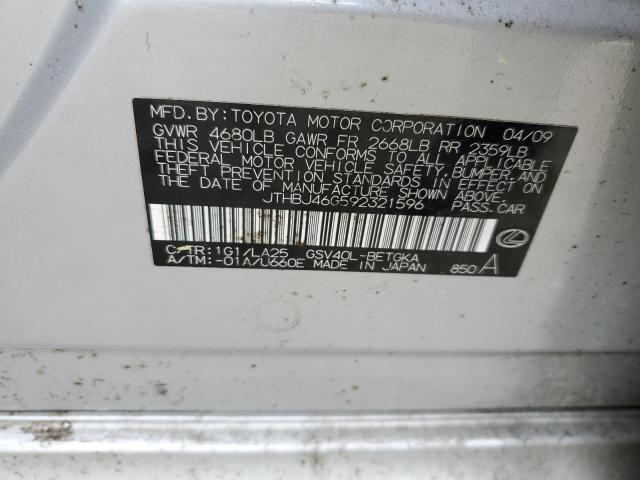 MFD. BY: TOYOTA MOTOR CORPORATION 04/09
GVWR 4680LB GAWR FR 2668LB RR 2359LB
THIS VEHICLE CONFORMS TO ALL APPLICABLE
FEDERAL MOTOR VEHICLE SAFETY, BUMPER, AND
THEFT PREVENTION STANDARDS IN EFFECT ON
THE DATE OF MANUFACTURE SHOWN ABOVE.
JTHBJ46G592321596 PASS. CAR
C/TR: 1G1/LA25 GSV40L-BETGKA
A/TM: -01A/U660E MADE IN JAPAN 850 A